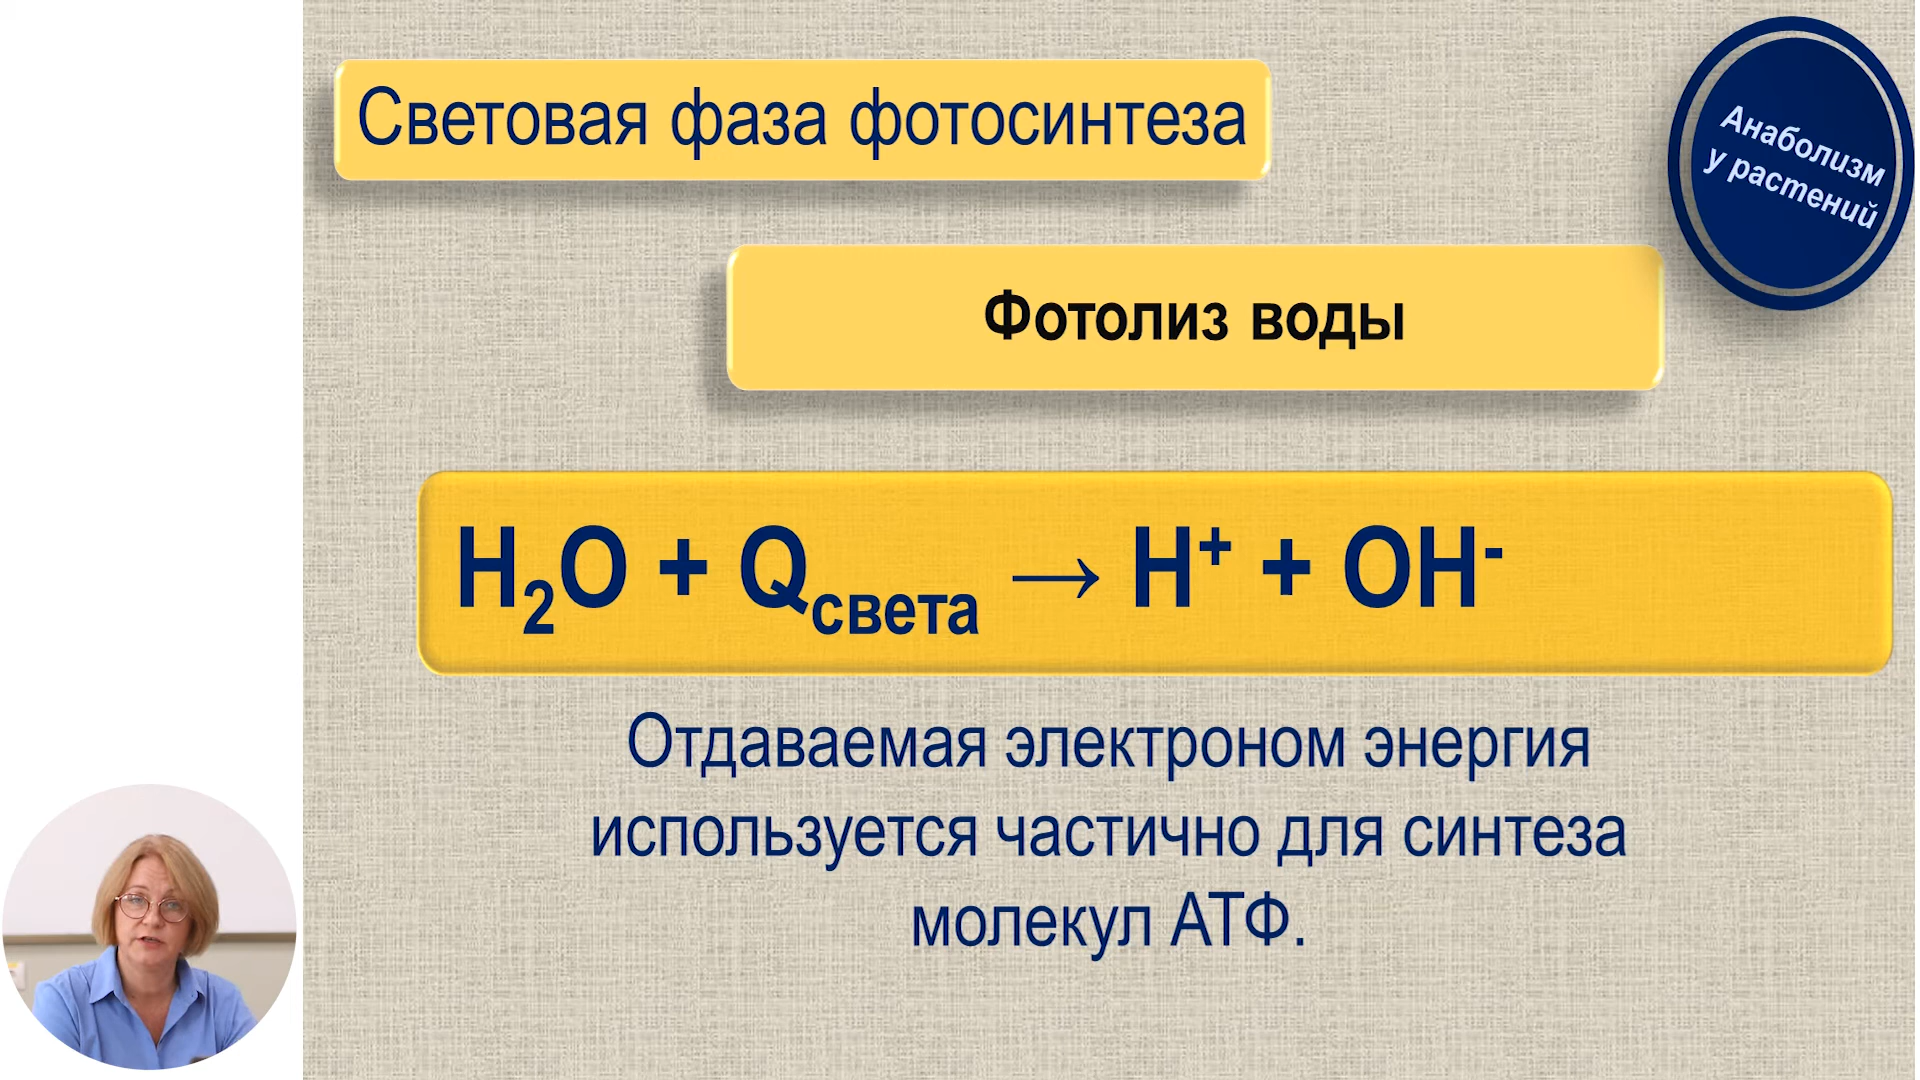 Световая фаза фотосинтеза
Анаболизм
у растений
Фотолиз воды
H₂O + Qсвета → H⁺ + OH⁻
Отдаваемая электроном энергия
используется частично для синтеза
молекул АТФ.